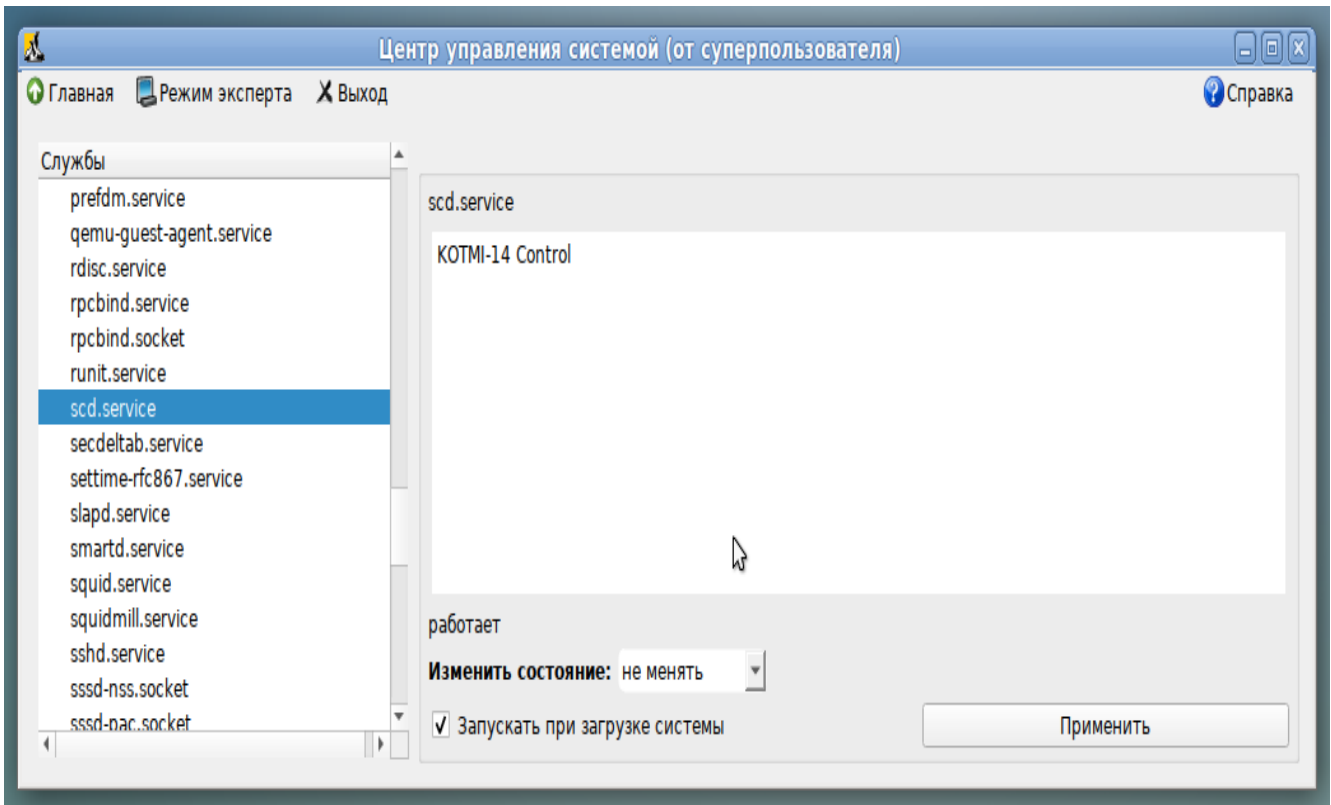 Центр управления системой (от суперпользователя)
Главная Режим эксперта Выход Справка
Службы
prefdm.service
qemu-guest-agent.service
rdisc.service
rpcbind.service
rpcbind.socket
runit.service
scd.service
secdeltab.service
settime-rfc867.service
slapd.service
smartd.service
squid.service
squidmill.service
sshd.service
sssd-nss.socket
sssd-pac.socket
scd.service
KOTMI-14 Control
работает
Изменить состояние: не менять
Запускать при загрузке системы
Применить